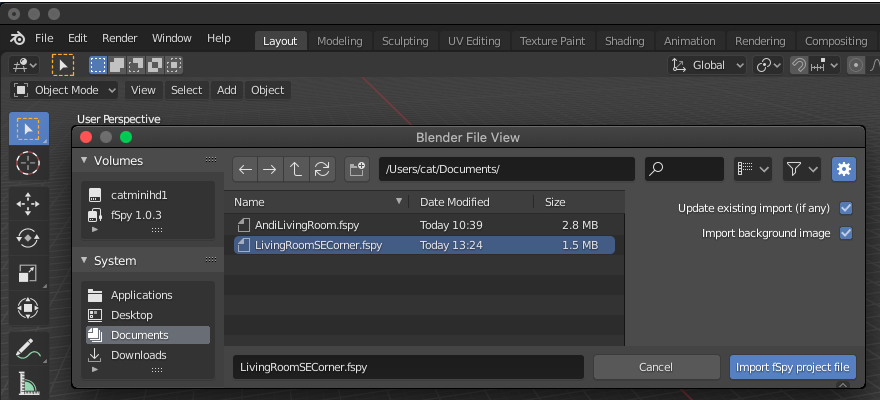 File Edit Render Window Help Layout Modeling Sculpting UV Editing Texture Paint Shading Animation Rendering Compositing
Global
Object Mode View Select Add Object
User Perspective
Blender File View
Volumes
catminihd1
fSpy 1.0.3
System
Applications
Desktop
Documents
Downloads
/Users/cat/Documents/
Name Date Modified Size
AndiLivingRoom.fspy Today 10:39 2.8 MB
LivingRoomSECorner.fspy Today 13:24 1.5 MB
Update existing import (if any)
Import background image
LivingRoomSECorner.fspy Cancel Import fSpy project file